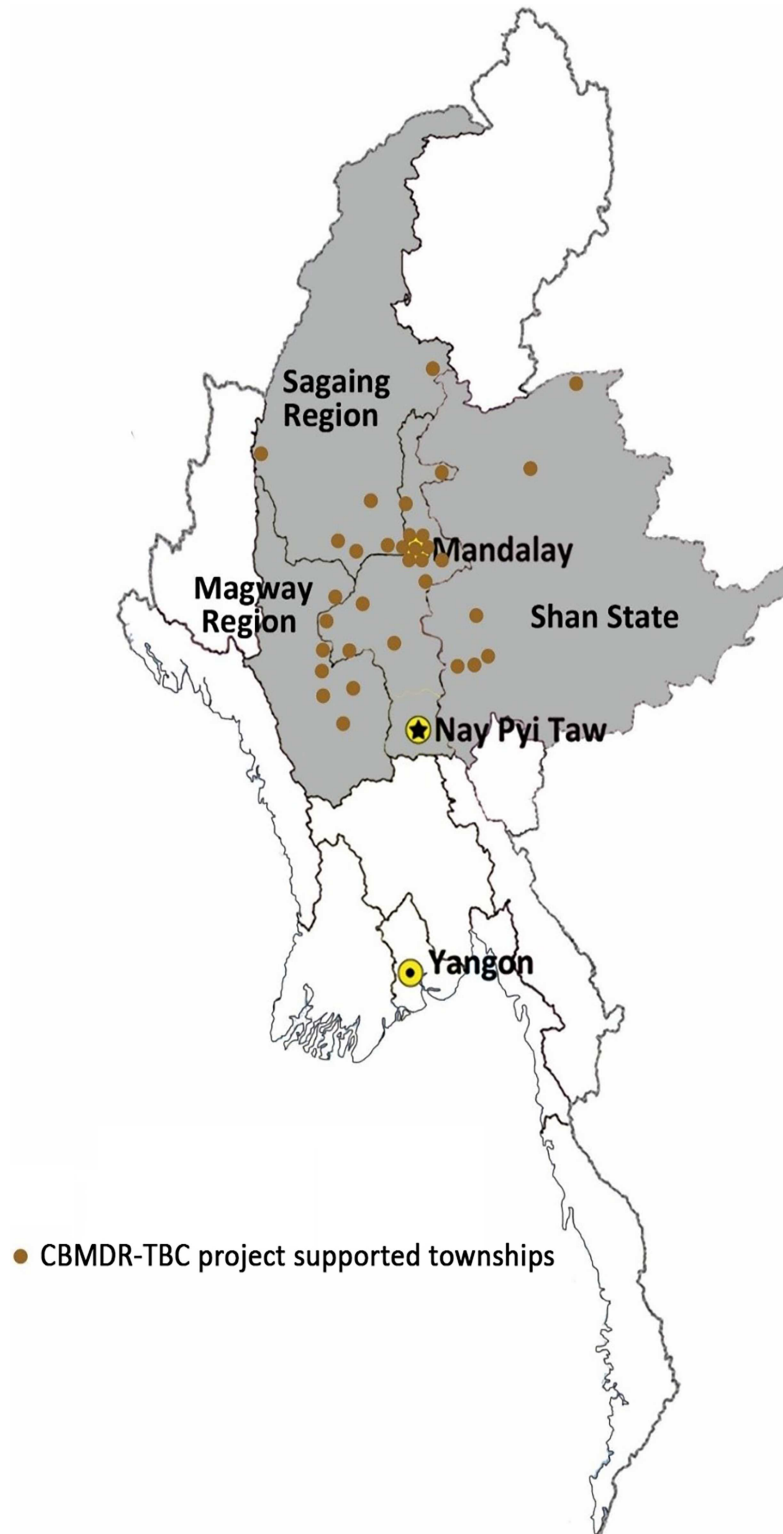 Sagaing
Region
Mandalay
Magway
Region
Shan State
Nay Pyi Taw
Yangon
CBMDR-TBC project supported townships